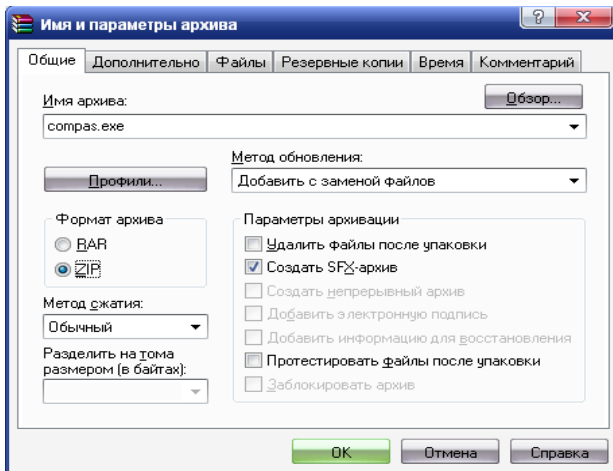 Имя и параметры архива
Общие Дополнительно Файлы Резервные копии Время Комментарий
Имя архива:
Обзор...
compas.exe
Метод обновления:
Профили...
Добавить с заменой файлов
Формат архива
RAR
ZIP
Метод сжатия:
Обычный
Разделить на тома
размером (в байтах):
Параметры архивации
Удалить файлы после упаковки
Создать SFX-архив
Создать непрерывный архив
Добавить электронную подпись
Добавить информацию для восстановления
Протестировать файлы после упаковки
Заблокировать архив
OK Отмена Справка